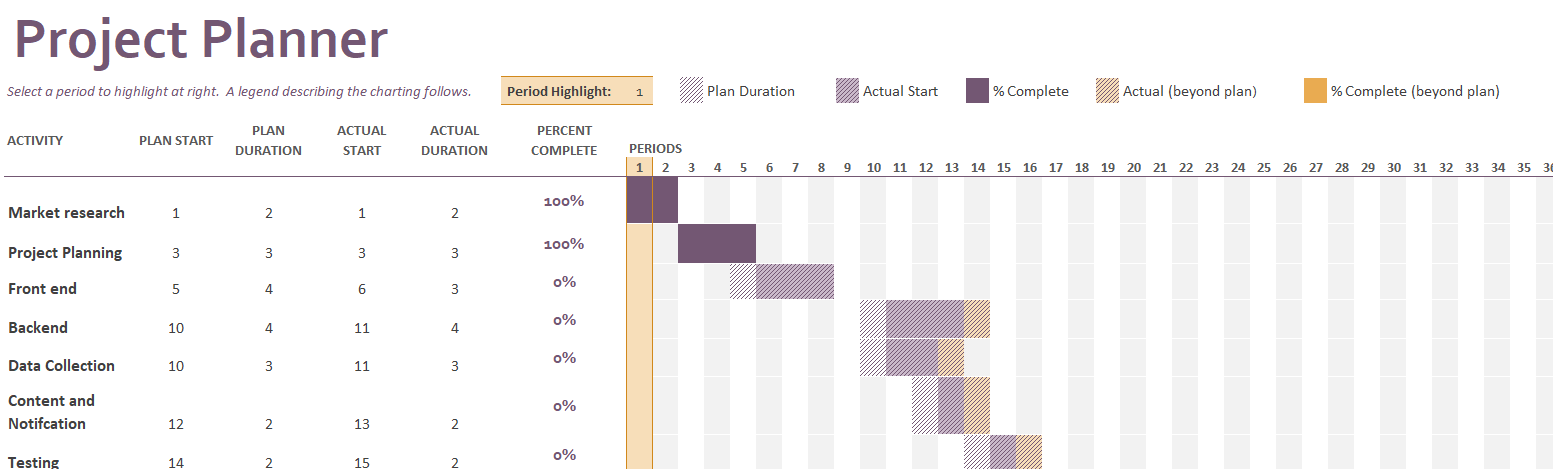 Project Planner
Select a period to highlight at right.  A legend describing the charting follows. Period Highlight: 1 Plan Duration Actual Start % Complete Actual (beyond plan) % Complete (beyond plan)
ACTIVITY PLAN START PLAN DURATION ACTUAL START ACTUAL DURATION PERCENT COMPLETE PERIODS
1 2 3 4 5 6 7 8 9 10 11 12 13 14 15 16 17 18 19 20 21 22 23 24 25 26 27 28 29 30 31 32 33 34 35
Market research 1 2 1 2 100%
Project Planning 3 3 3 3 100%
Front end 5 4 6 3 0%
Backend 10 4 11 4 0%
Data Collection 10 3 11 3 0%
Content and
Notifcation 12 2 13 2 0%
Testing 14 2 15 2 0%